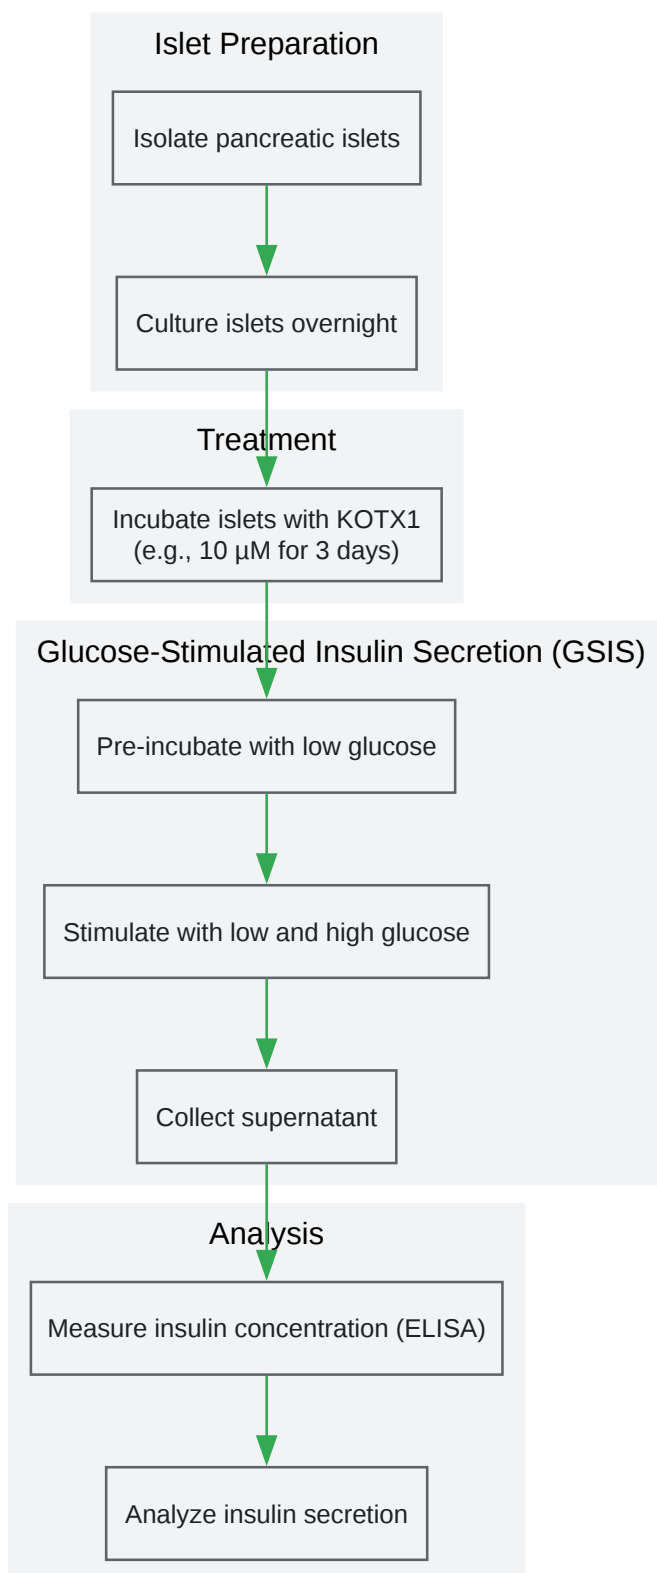 Islet Preparation
Isolate pancreatic islets
Culture islets overnight
Treatment
Incubate islets with KOTX1
(e.g., 10 µM for 3 days)
Glucose-Stimulated Insulin Secretion (GSIS)
Pre-incubate with low glucose
Stimulate with low and high glucose
Collect supernatant
Analysis
Measure insulin concentration (ELISA)
Analyze insulin secretion